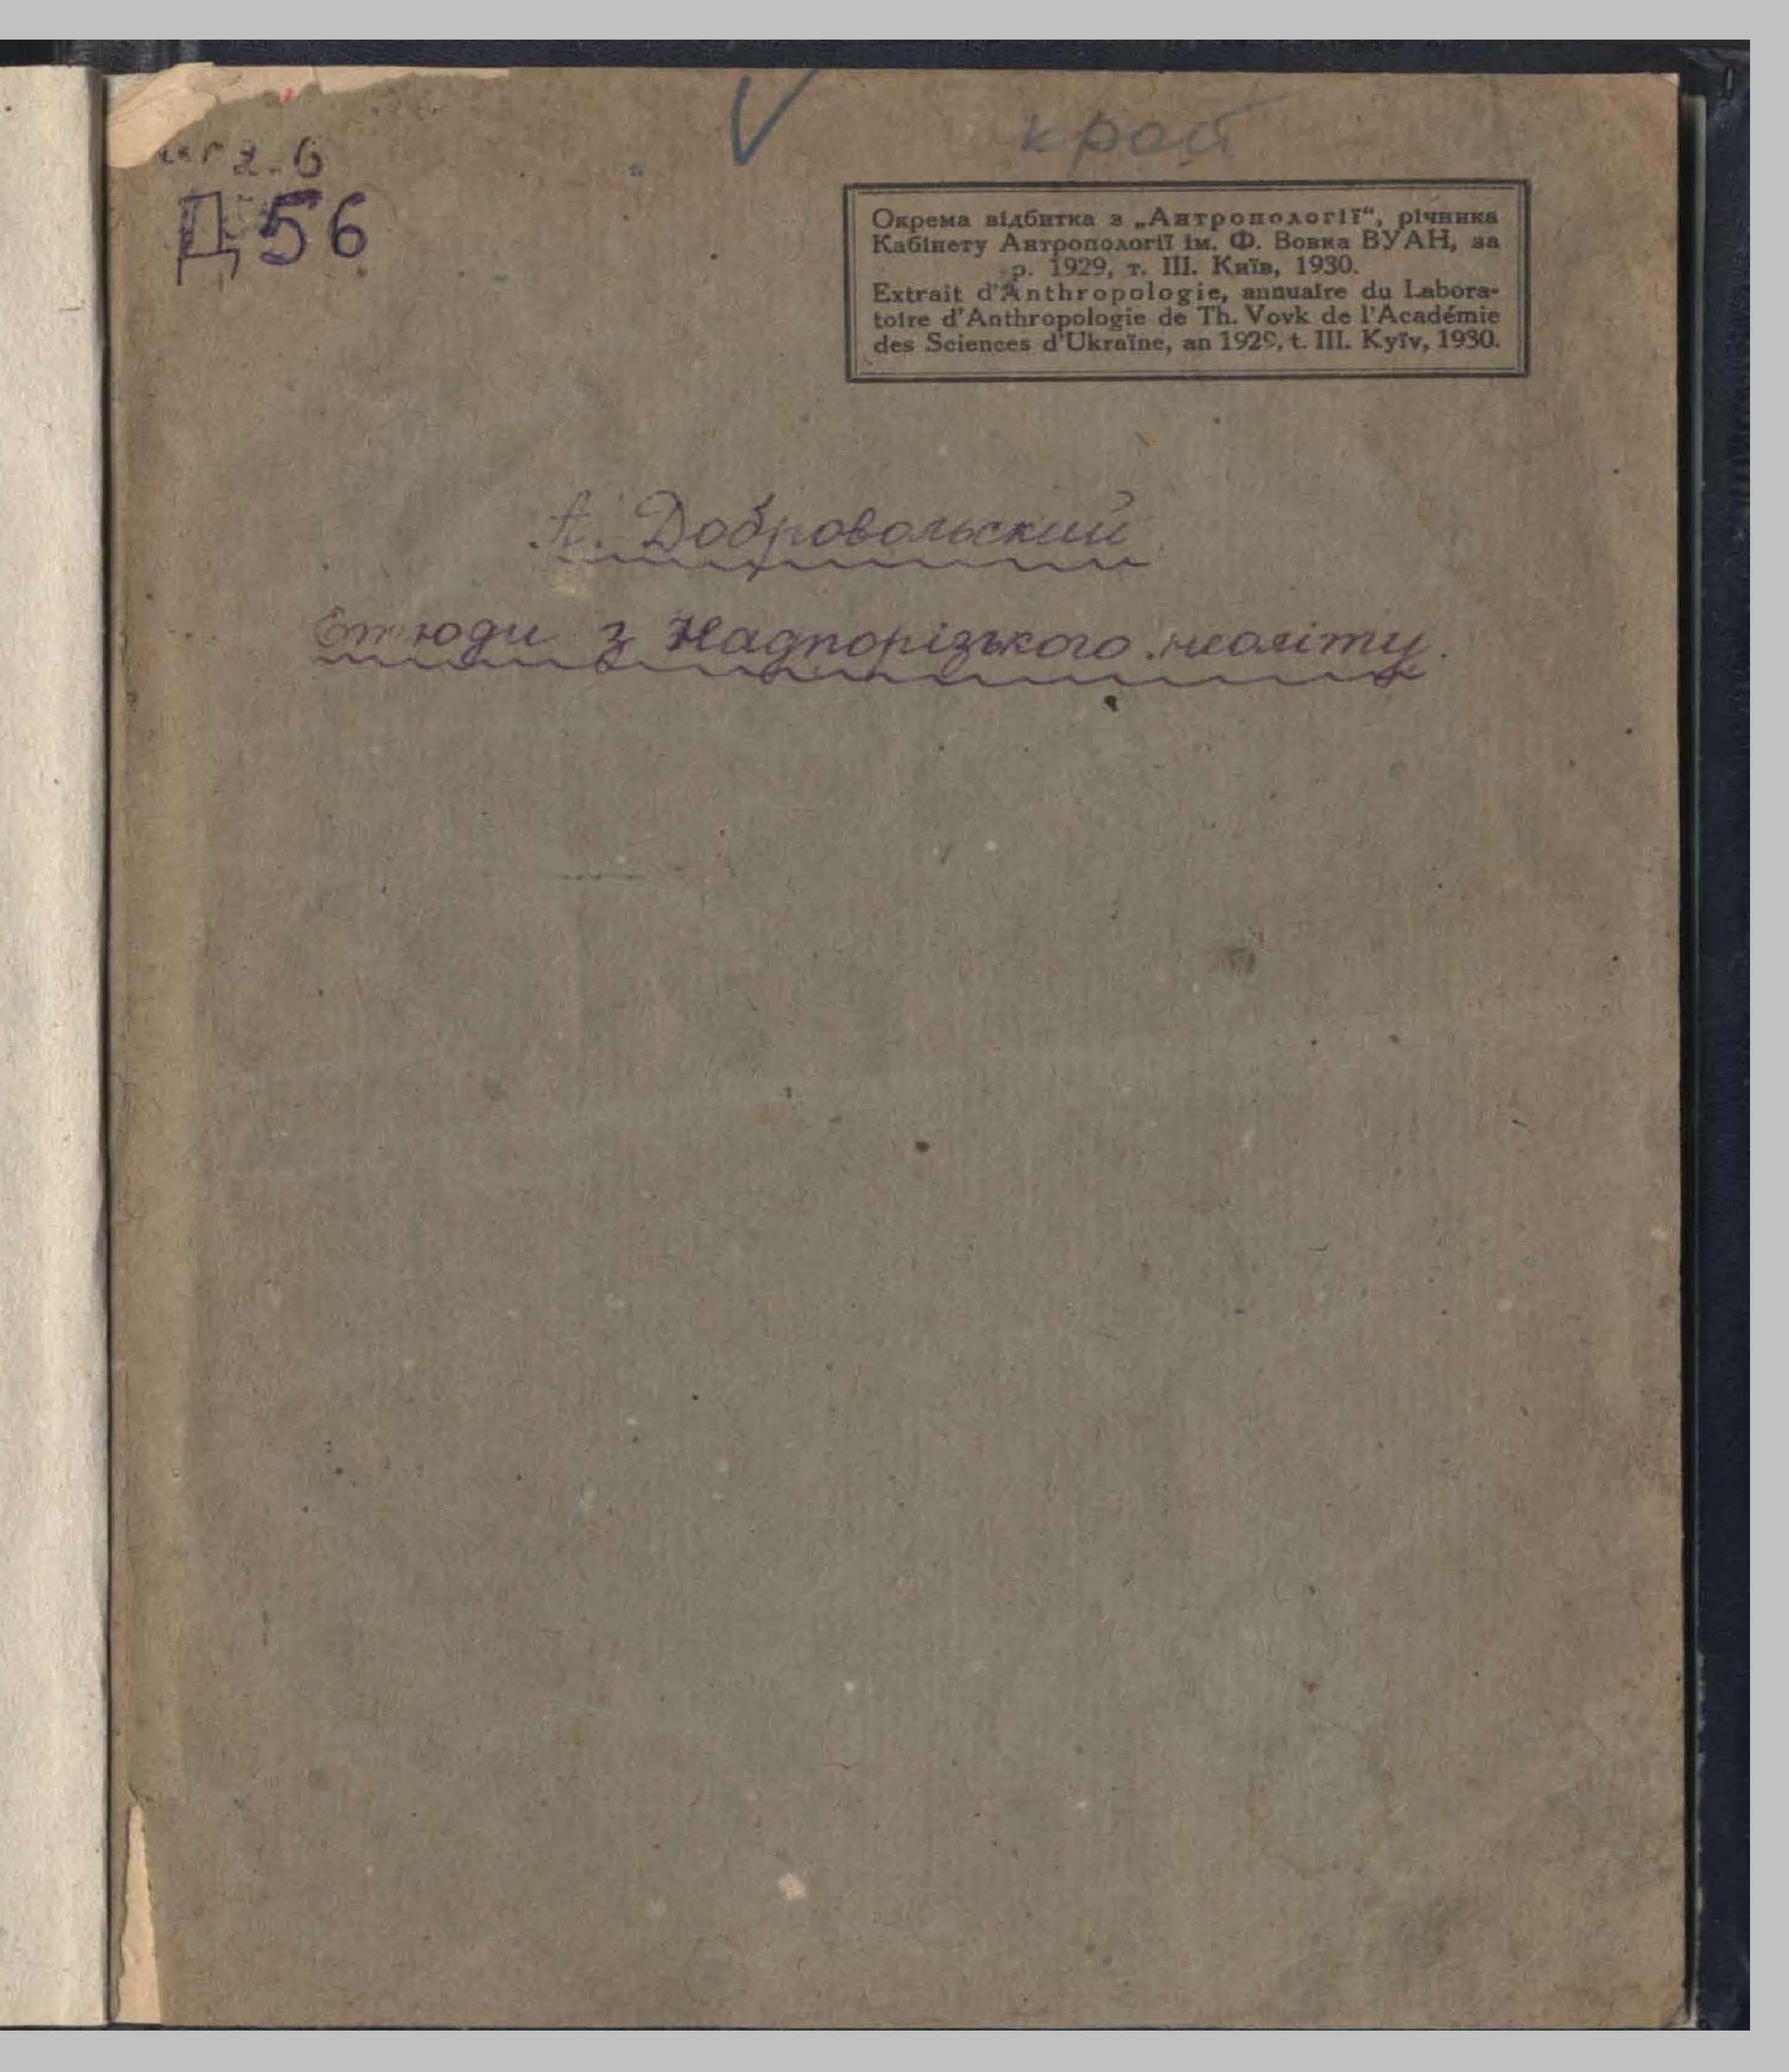 край
Д56
Окрема відбитка з „Антропології“, річника
Кабінету Антропології ім. Ф. Вовка ВУАН, за
р. 1929, т. III. Київ, 1930.
Extrait d'Anthropologie, annuaire du Labora-
toire d'Anthropologie de Th. Vovk de l'Académie
des Sciences d'Ukraïne, an 1929, t. III. Kyïv, 1930.
А. Добровольский
Етюди з Надпорізького неоліту.